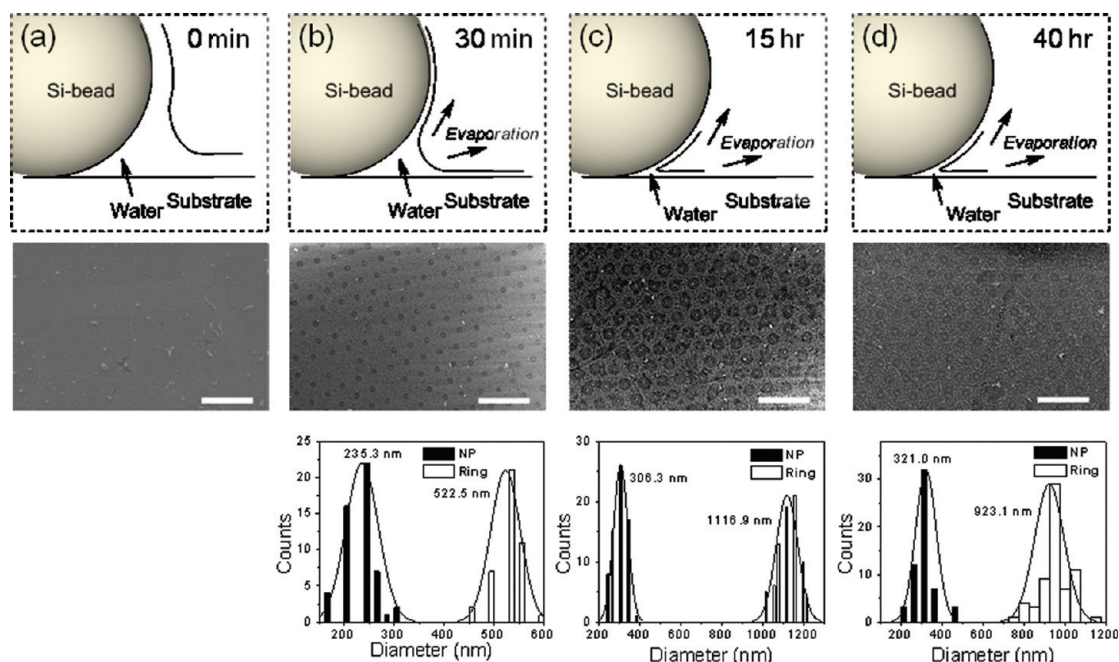 (a) 0 min
Si-bead
Water
Substrate
(b) 30 min
Si-bead
Evaporation
Water
Substrate
(c) 15 hr
Si-bead
Evaporation
Water
Substrate
(d) 40 hr
Si-bead
Evaporation
Water
Substrate
25
20
15
10
5
0
Counts
235.3 nm
522.5 nm
NP
Ring
200 300 400 500 600
Diameter (nm)
30
20
10
0
306.3 nm
1116.9 nm
NP
Ring
200 400 600 800 1000 1200
Diameter (nm)
30
20
10
0
Counts
321.0 nm
923.1 nm
NP
Ring
200 400 600 800 1000 1200
Diameter (nm)